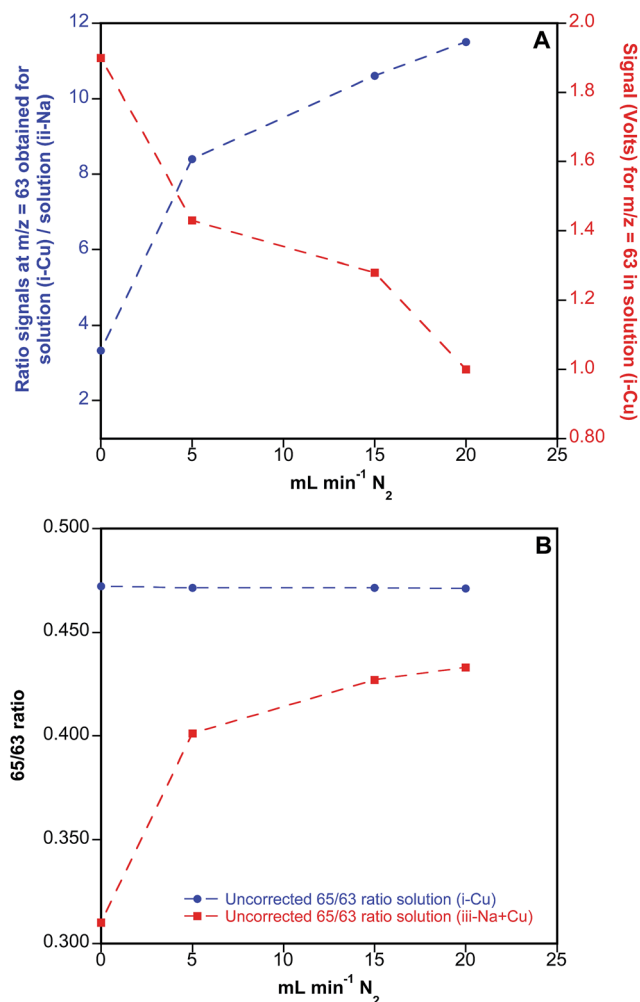 A
12
10
8
6
4
2
Ratio signals at m/z = 63 obtained for
solution (i-Cu) / solution (ii-Na)
2.0
1.8
1.6
1.4
1.2
1.0
0.80
Signal (Volts) for m/z = 63 in solution (i-Cu)
0 5 10 15 20 25
mL min⁻¹ N₂
B
0.500
0.450
0.400
0.350
0.300
65/63 ratio
Uncorrected 65/63 ratio solution (i-Cu)
Uncorrected 65/63 ratio solution (iii-Na+Cu)
0 5 10 15 20 25
mL min⁻¹ N₂